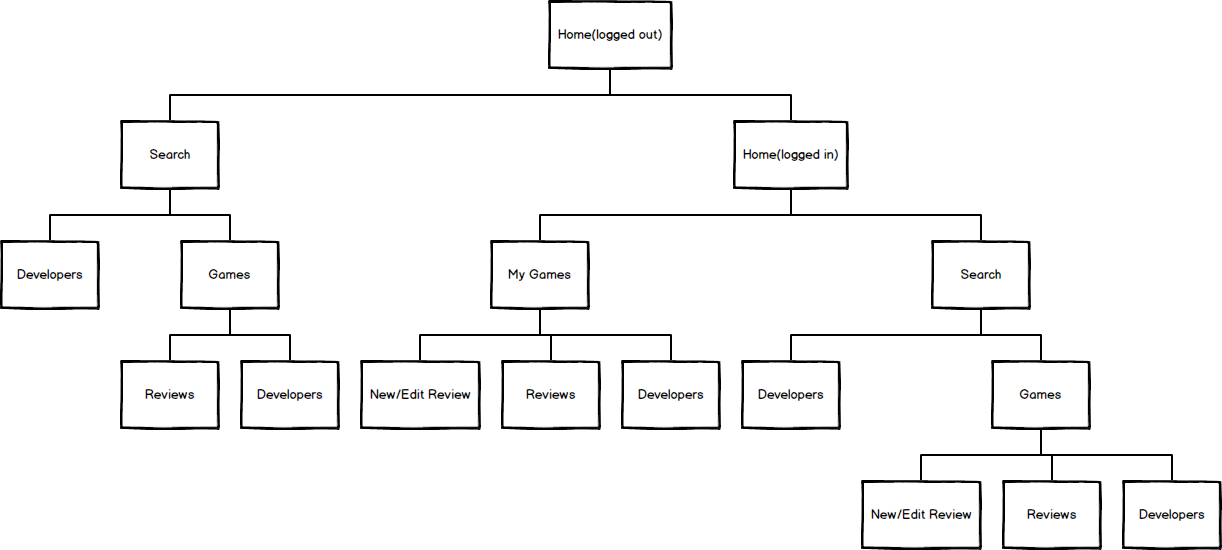 Home(logged out)
Search
Home(logged in)
Developers
Games
My Games
Search
Reviews
Developers
New/Edit Review
Reviews
Developers
Developers
Games
New/Edit Review
Reviews
Developers